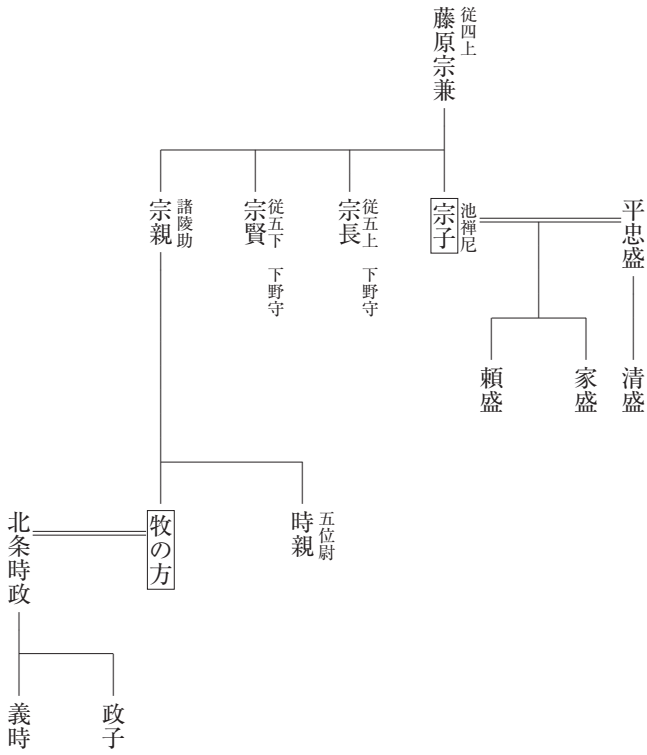 従四上
藤原宗兼
平忠盛
池禅尼
宗子
従五上 下野守
宗長
従五下 下野守
宗賢
諸陵助
宗親
清盛
家盛
頼盛
五位尉
時親
牧の方
北条時政
政子
義時